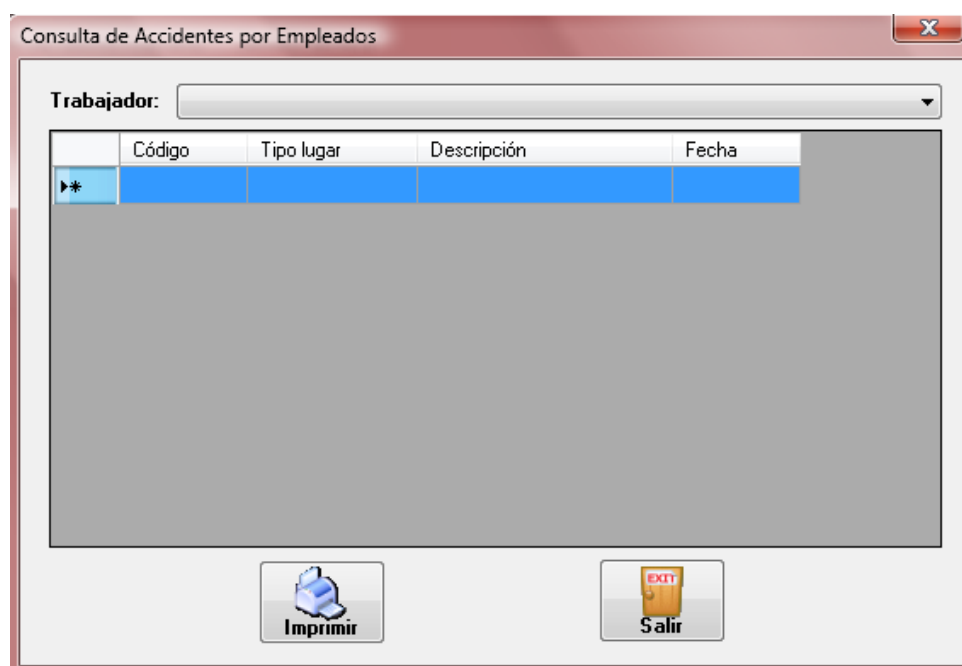 Consulta de Accidentes por Empleados
X
Trabajador:
Código Tipo lugar Descripción Fecha
Imprimir
EXIT
Salir